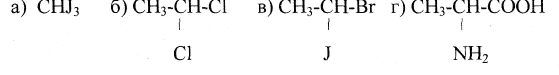 а) CHJ₃ б) CH₃-CH-Cl в) CH₃-CH-Br г) CH₃-CH-COOH
Cl J NH₂